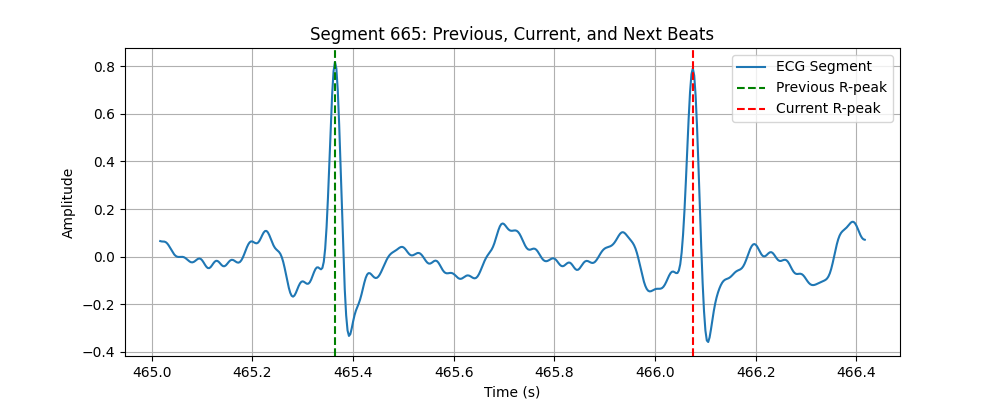 Segment 665: Previous, Current, and Next Beats
ECG Segment
Previous R-peak
Current R-peak
Amplitude
0.8
0.6
0.4
0.2
0.0
−0.2
−0.4
465.0 465.2 465.4 465.6 465.8 466.0 466.2 466.4
Time (s)